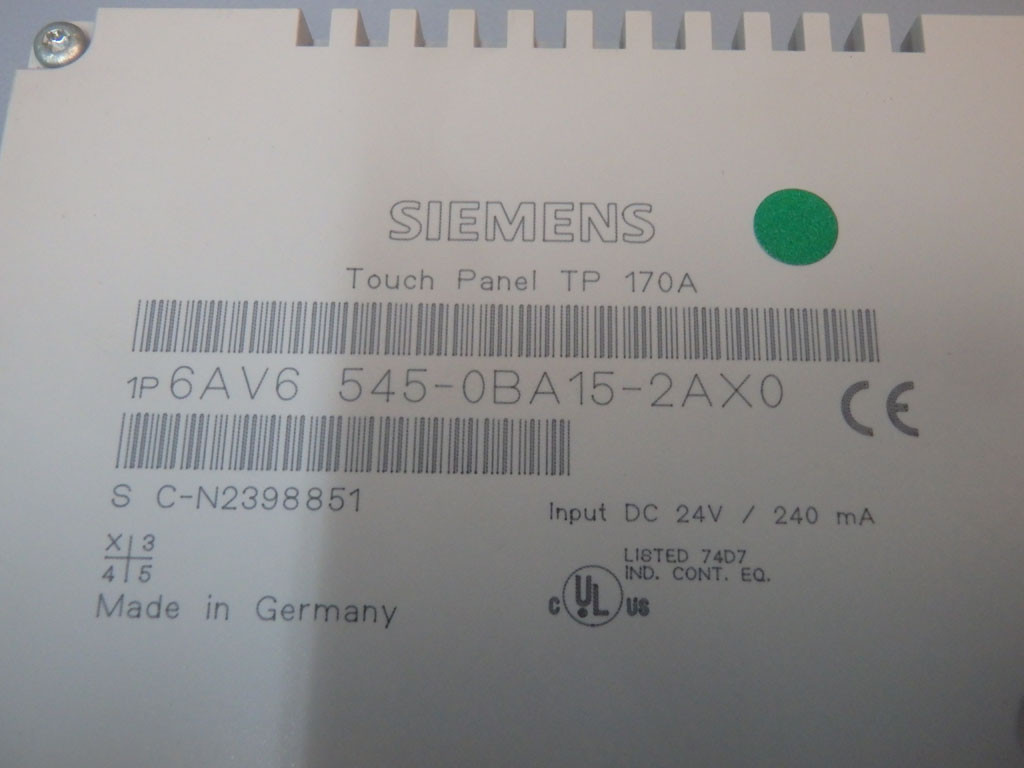 SIEMENS
Touch Panel TP 170A
1P 6AV6 545-0BA15-2AX0
CE
S C-N2398851
Input DC 24V / 240 mA
X 3
4 5
LISTED 74D7
IND. CONT. EQ.
C UL US
Made in Germany